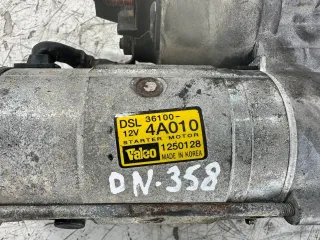 DSL 36100-
12V 4A010
STARTER MOTOR
Valeo 1250128
MADE IN KOREA
DN-358